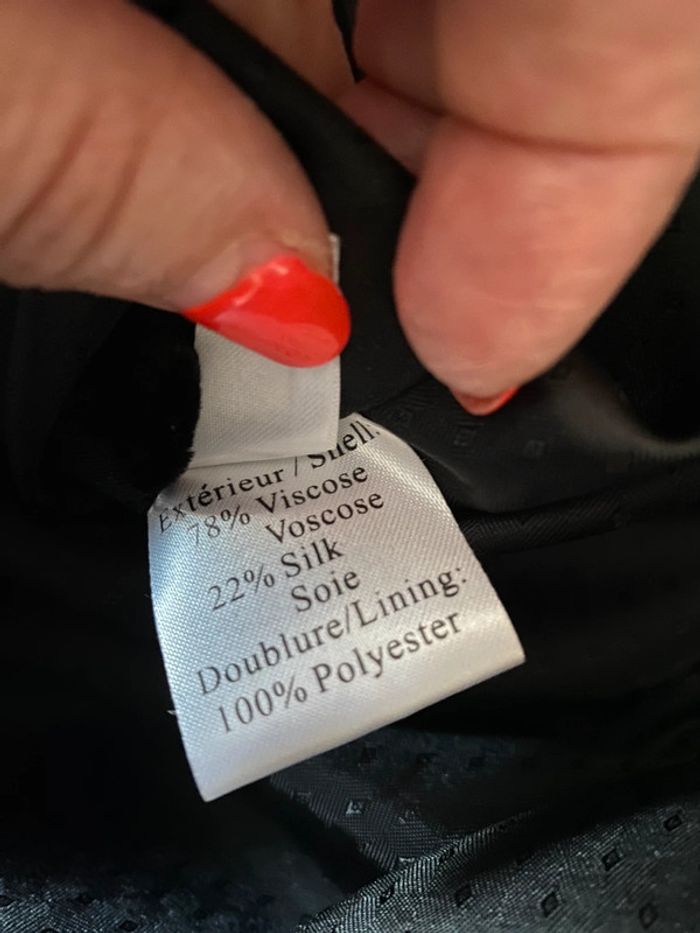 Extérieur / Shell:
78% Viscose
Voscose
22% Silk
Soie
Doublure/Lining:
100% Polyester